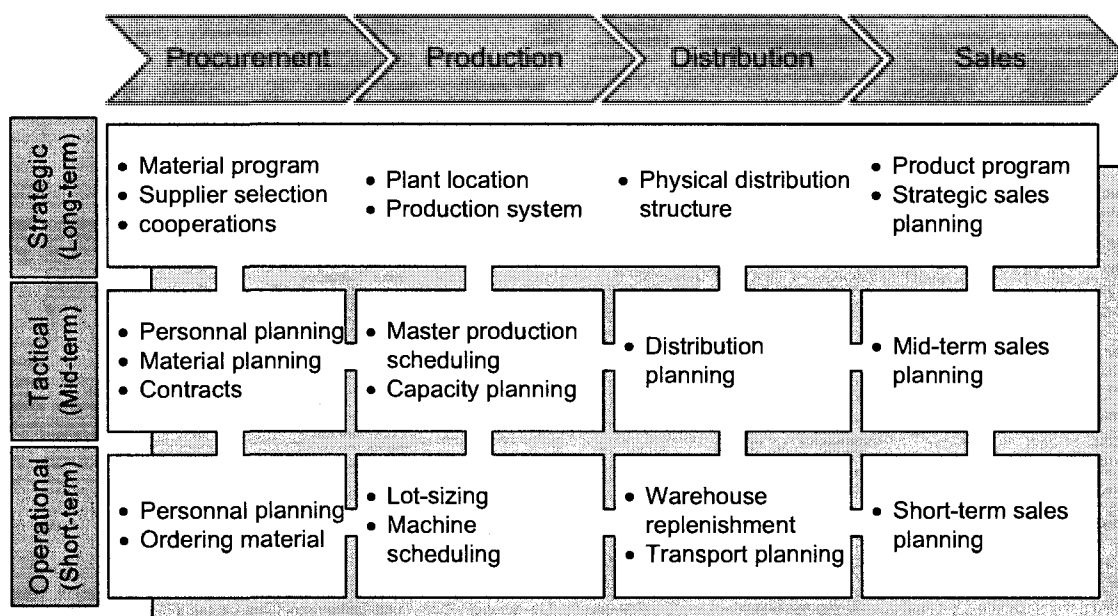 Procurement
Production
Distribution
Sales
Strategic
(Long-term)
• Material program
• Supplier selection
• cooperations
• Plant location
• Production system
• Physical distribution
structure
• Product program
• Strategic sales
planning
Tactical
(Mid-term)
• Personnal planning
• Material planning
• Contracts
• Master production
scheduling
• Capacity planning
• Distribution
planning
• Mid-term sales
planning
Operational
(Short-term)
• Personnal planning
• Ordering material
• Lot-sizing
• Machine
scheduling
• Warehouse
replenishment
• Transport planning
• Short-term sales
planning